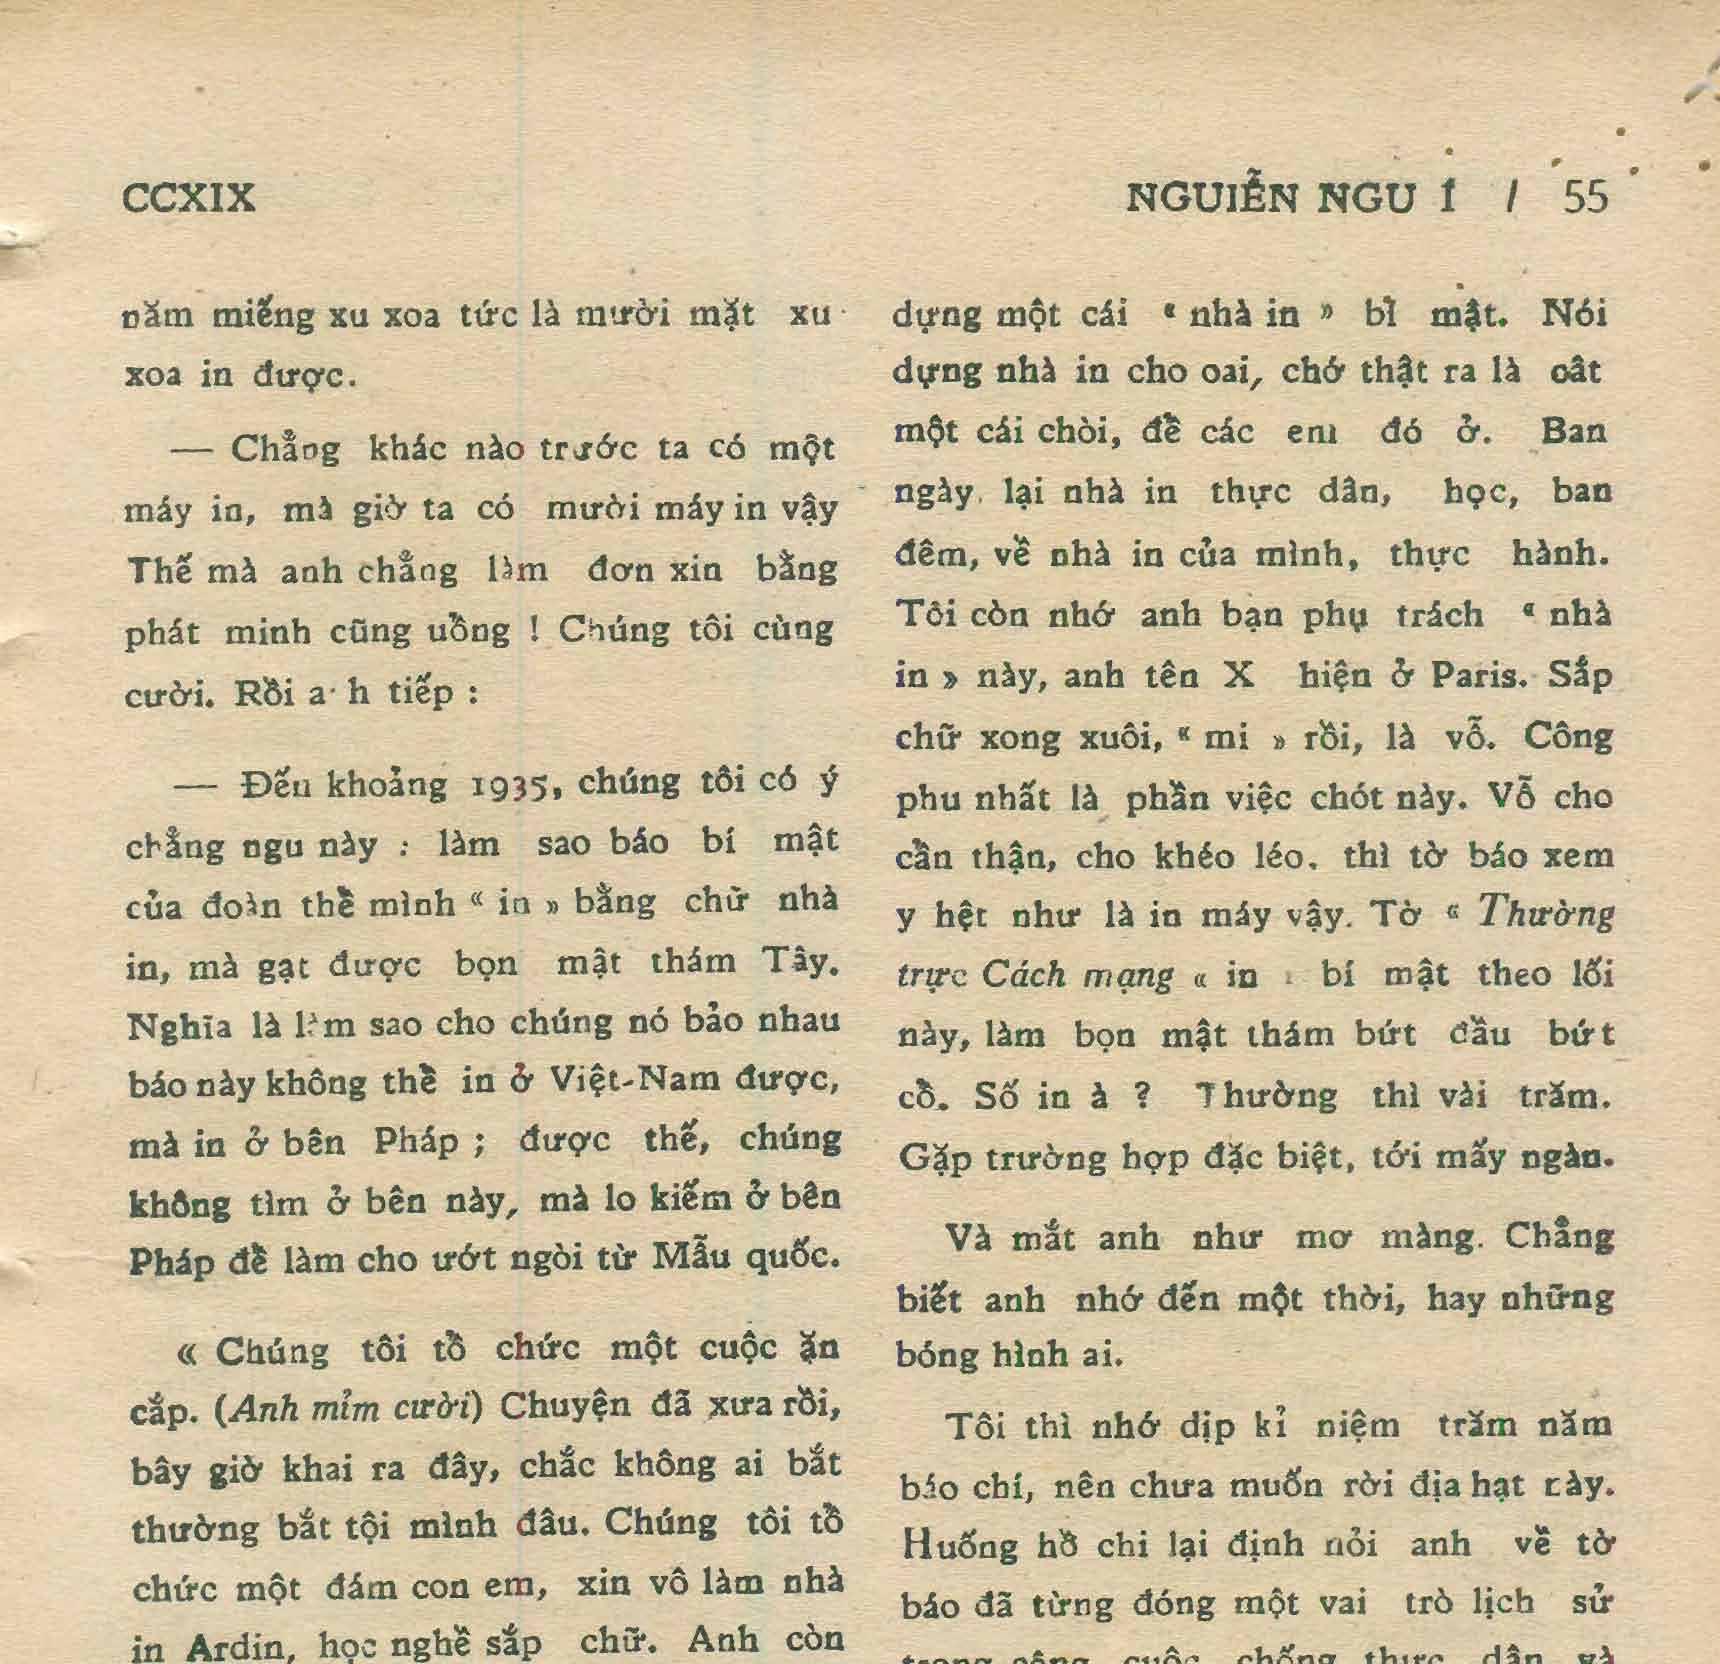 CCXIX
NGUIỄN NGU Í / 55
năm miếng xu xoa tức là mười mặt xu
xoa in được.
— Chẳng khác nào trước ta có một
máy in, mà giờ ta có mười máy in vậy
Thế mà anh chẳng làm đơn xin bằng
phát minh cũng uổng ! Chúng tôi cùng
cười. Rồi anh tiếp :
— Đến khoảng 1935, chúng tôi có ý
chẳng ngu này : làm sao báo bí mật
của đoàn thể mình « in » bằng chữ nhà
in, mà gạt được bọn mật thám Tây.
Nghĩa là làm sao cho chúng nó bảo nhau
báo này không thể in ở Việt-Nam được,
mà in ở bên Pháp ; được thế, chúng
không tìm ở bên này, mà lo kiếm ở bên
Pháp để làm cho ướt ngòi từ Mẫu quốc.
« Chúng tôi tổ chức một cuộc ăn
cắp. (Anh mỉm cười) Chuyện đã xưa rồi,
bây giờ khai ra đây, chắc không ai bắt
thường bắt tội mình đâu. Chúng tôi tổ
chức một đám con em, xin vô làm nhà
in Ardin, học nghề sắp chữ. Anh còn
dựng một cái « nhà in » bí mật. Nói
dựng nhà in cho oai, chớ thật ra là cất
một cái chòi, để các em đó ở. Ban
ngày, lại nhà in thực dân, học, ban
đêm, về nhà in của mình, thực hành.
Tôi còn nhớ anh bạn phụ trách « nhà
in » này, anh tên X hiện ở Paris. Sắp
chữ xong xuôi, « mi » rồi, là vỗ. Công
phu nhất là phần việc chót này. Vỗ cho
cẩn thận, cho khéo léo, thì tờ báo xem
y hệt như là in máy vậy. Tờ « Thường
trực Cách mạng « in » bí mật theo lối
này, làm bọn mật thám bứt đầu bứt
cổ. Số in à ? Thường thì vài trăm.
Gặp trường hợp đặc biệt, tới mấy ngàn.
Và mắt anh như mơ màng. Chẳng
biết anh nhớ đến một thời, hay những
bóng hình ai.
Tôi thì nhớ dịp kỉ niệm trăm năm
báo chí, nên chưa muốn rời địa hạt này.
Huống hồ chi lại định nỏi anh về tờ
báo đã từng đóng một vai trò lịch sử
trong công cuộc chống thực dân và